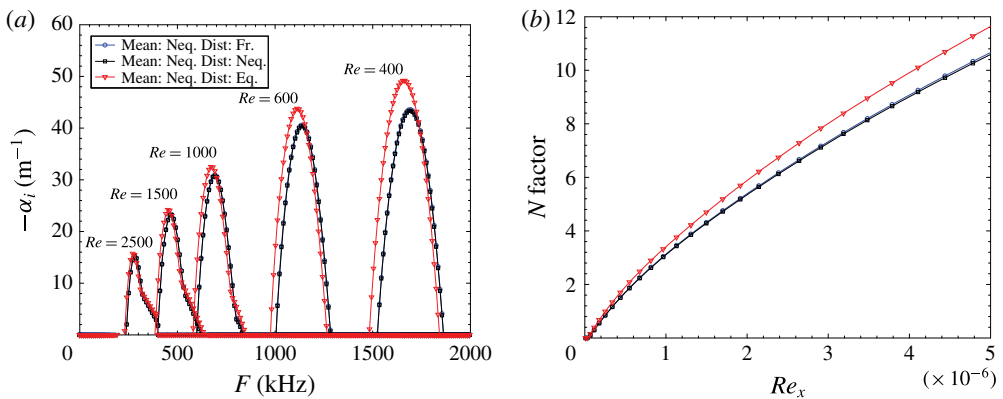 (a)
60
50
40
30
20
10
0
−αi (m−1)
Mean: Neq. Dist: Fr.
Mean: Neq. Dist: Neq.
Mean: Neq. Dist: Eq.
Re = 400
Re = 600
Re = 1000
Re = 1500
Re = 2500
0 500 1000 1500 2000
F (kHz)
(b)
12
10
8
6
4
2
0
N factor
1 2 3 4 5
Rex
(× 10−6)